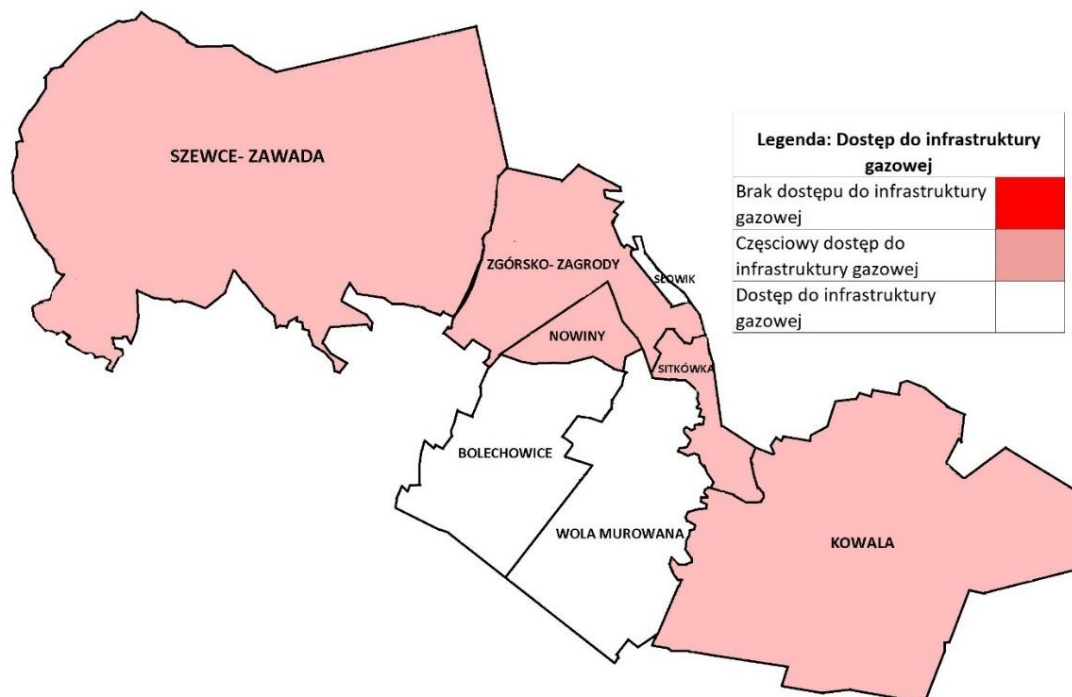 SZEWCE- ZAWADA
Legenda: Dostęp do infrastruktury
gazowej
Brak dostępu do infrastruktury
gazowej
Częsciowy dostęp do
infrastruktury gazowej
Dostęp do infrastruktury
gazowej
ZGÓRSKO- ZAGRODY
SŁOWIK
NOWINY
SITKÓWKA
BOLECHOWICE
WOLA MUROWANA
KOWALA